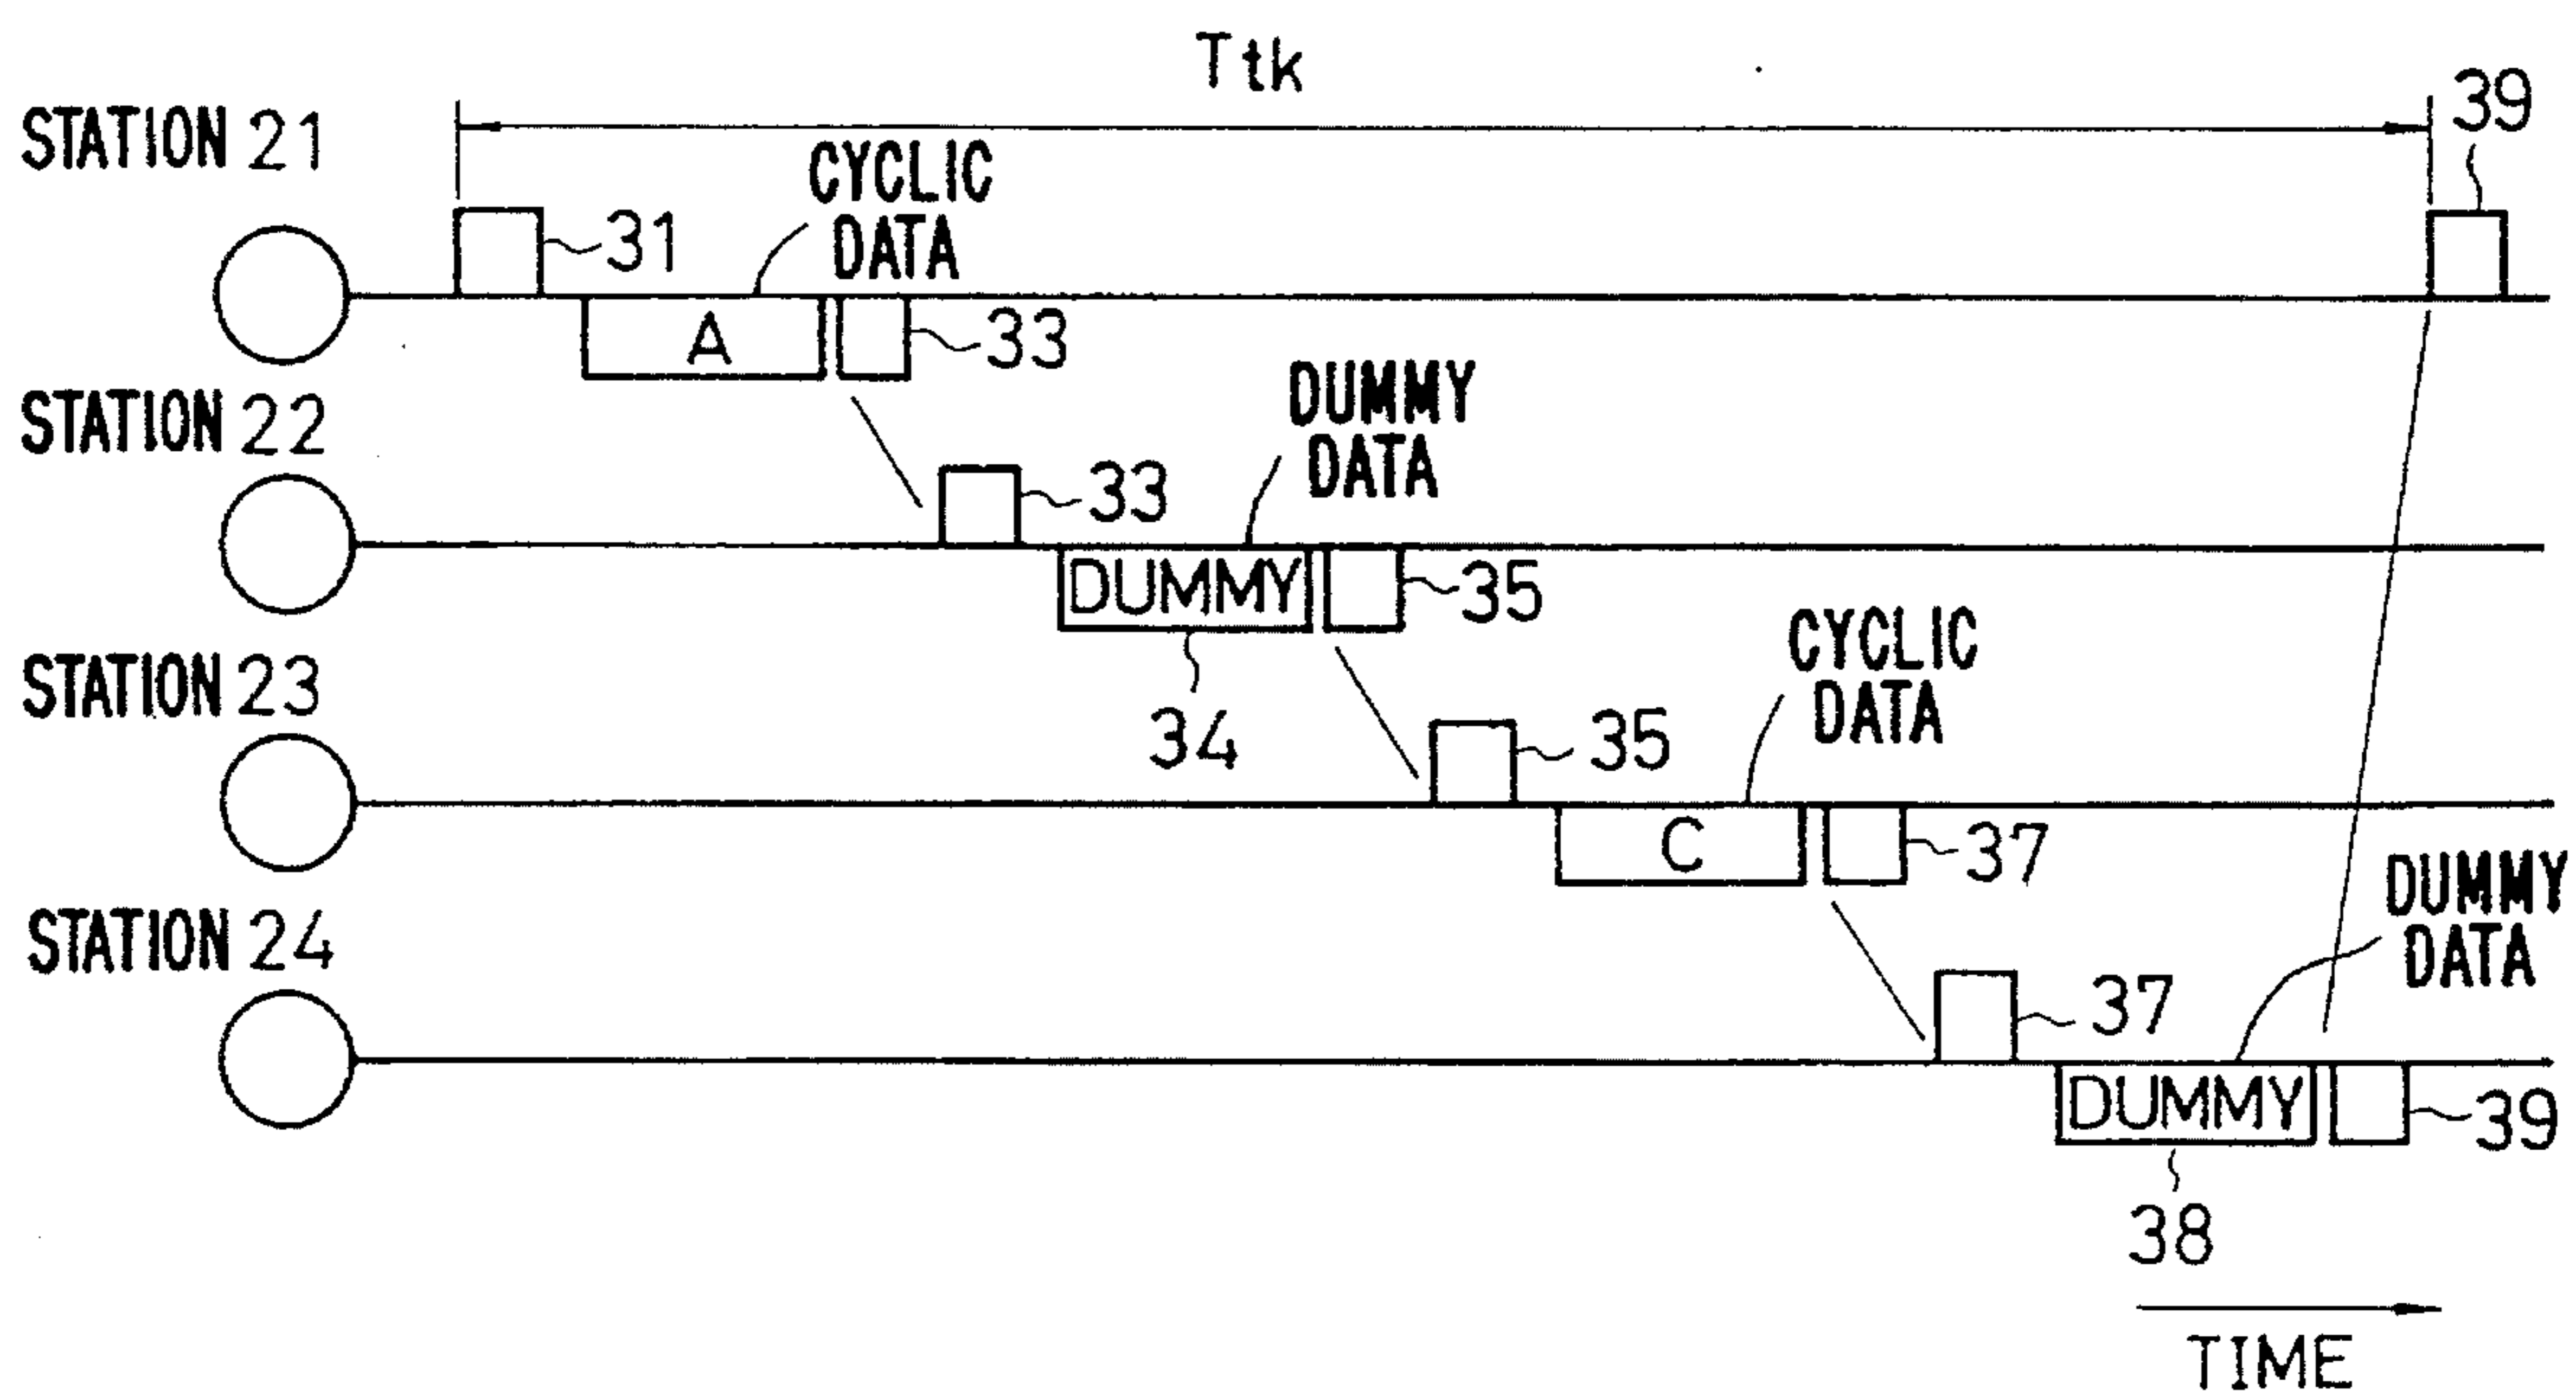 Ttk
39
STATION 21
CYCLIC
DATA
31
A
33
STATION 22
DUMMY
DATA
33
DUMMY
35
34
STATION 23
CYCLIC
DATA
35
C
37
STATION 24
DUMMY
DATA
37
DUMMY
39
38
TIME